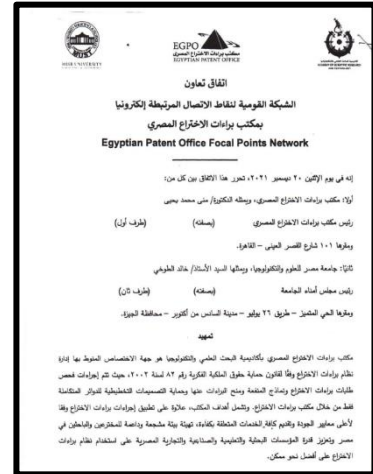 MUST
MISR UNIVERSITY
EGPO
مكتب براءات الاختراع المصرى
EGYPTIAN PATENT OFFICE
اتفاق تعاون
الشبكة القومية لنقاط الاتصال المرتبطة إلكترونيا
بمكتب براءات الاختراع المصري
Egyptian Patent Office Focal Points Network
إنه في يوم الإثنين ٢٠ ديسمبر ٢٠٢١، تحرر هذا الاتفاق بين كل من:
أولا: مكتب براءات الاختراع المصري، ويمثله الدكتورة/ منى محمد يحيى
رئيس مكتب براءات الاختراع المصري (بصفته) (طرف أول)
ومقرها ١٠١ شارع القصر العينى – القاهرة.
ثانيًا: جامعة مصر للعلوم والتكنولوجيا، ويمثلها السيد الأستاذ/ خالد الطوخي
رئيس مجلس أمناء الجامعة (بصفته) (طرف ثان)
ومقرها الحي المتميز – طريق ٢٦ يوليو – مدينة السادس من أكتوبر – محافظة الجيزة.
تمهيد
مكتب براءات الاختراع المصري بأكاديمية البحث العلمي والتكنولوجيا هو جهة الاختصاص المنوط بها إدارة
نظام براءات الاختراع وفقًا لقانون حماية حقوق الملكية الفكرية رقم ٨٢ لسنة ٢٠٠٢، حيث تتم إجراءات فحص
طلبات براءات الاختراع ونماذج المنفعة ومنح البراءات عنها وحماية التصميمات التخطيطية للدوائر المتكاملة
فقط من خلال مكتب براءات الاختراع. وتشمل أهداف المكتب، علاوة على تطبيق إجراءات براءات الاختراع وفقا
لأعلى معايير الجودة وتقديم كافة الخدمات المتعلقة بكفاءة، تهيئة بيئة مشجعة وداعمة للمخترعين والباحثين في
مصر وتعزيز قدرة المؤسسات البحثية والتعليمية والصناعية والتجارية المصرية على استخدام نظام براءات
الاختراع على أفضل نحو ممكن.